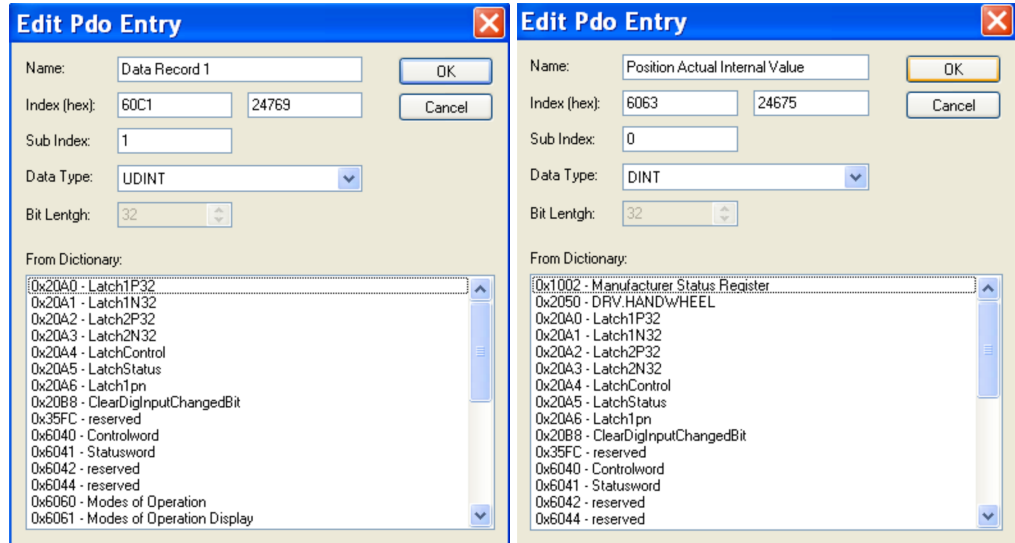 Edit Pdo Entry
Name: Data Record 1 OK
Index (hex): 60C1 24769 Cancel
Sub Index: 1
Data Type: UDINT
Bit Lentgh: 32
From Dictionary:
0x20A0 - Latch1P32
0x20A1 - Latch1N32
0x20A2 - Latch2P32
0x20A3 - Latch2N32
0x20A4 - LatchControl
0x20A5 - LatchStatus
0x20A6 - Latch1pn
0x20B8 - ClearDigInputChangedBit
0x35FC - reserved
0x6040 - Controlword
0x6041 - Statusword
0x6042 - reserved
0x6044 - reserved
0x6060 - Modes of Operation
0x6061 - Modes of Operation Display
Edit Pdo Entry
Name: Position Actual Internal Value OK
Index (hex): 6063 24675 Cancel
Sub Index: 0
Data Type: DINT
Bit Lentgh: 32
From Dictionary:
0x1002 - Manufacturer Status Register
0x2050 - DRV.HANDWHEEL
0x20A0 - Latch1P32
0x20A1 - Latch1N32
0x20A2 - Latch2P32
0x20A3 - Latch2N32
0x20A4 - LatchControl
0x20A5 - LatchStatus
0x20A6 - Latch1pn
0x20B8 - ClearDigInputChangedBit
0x35FC - reserved
0x6040 - Controlword
0x6041 - Statusword
0x6042 - reserved
0x6044 - reserved